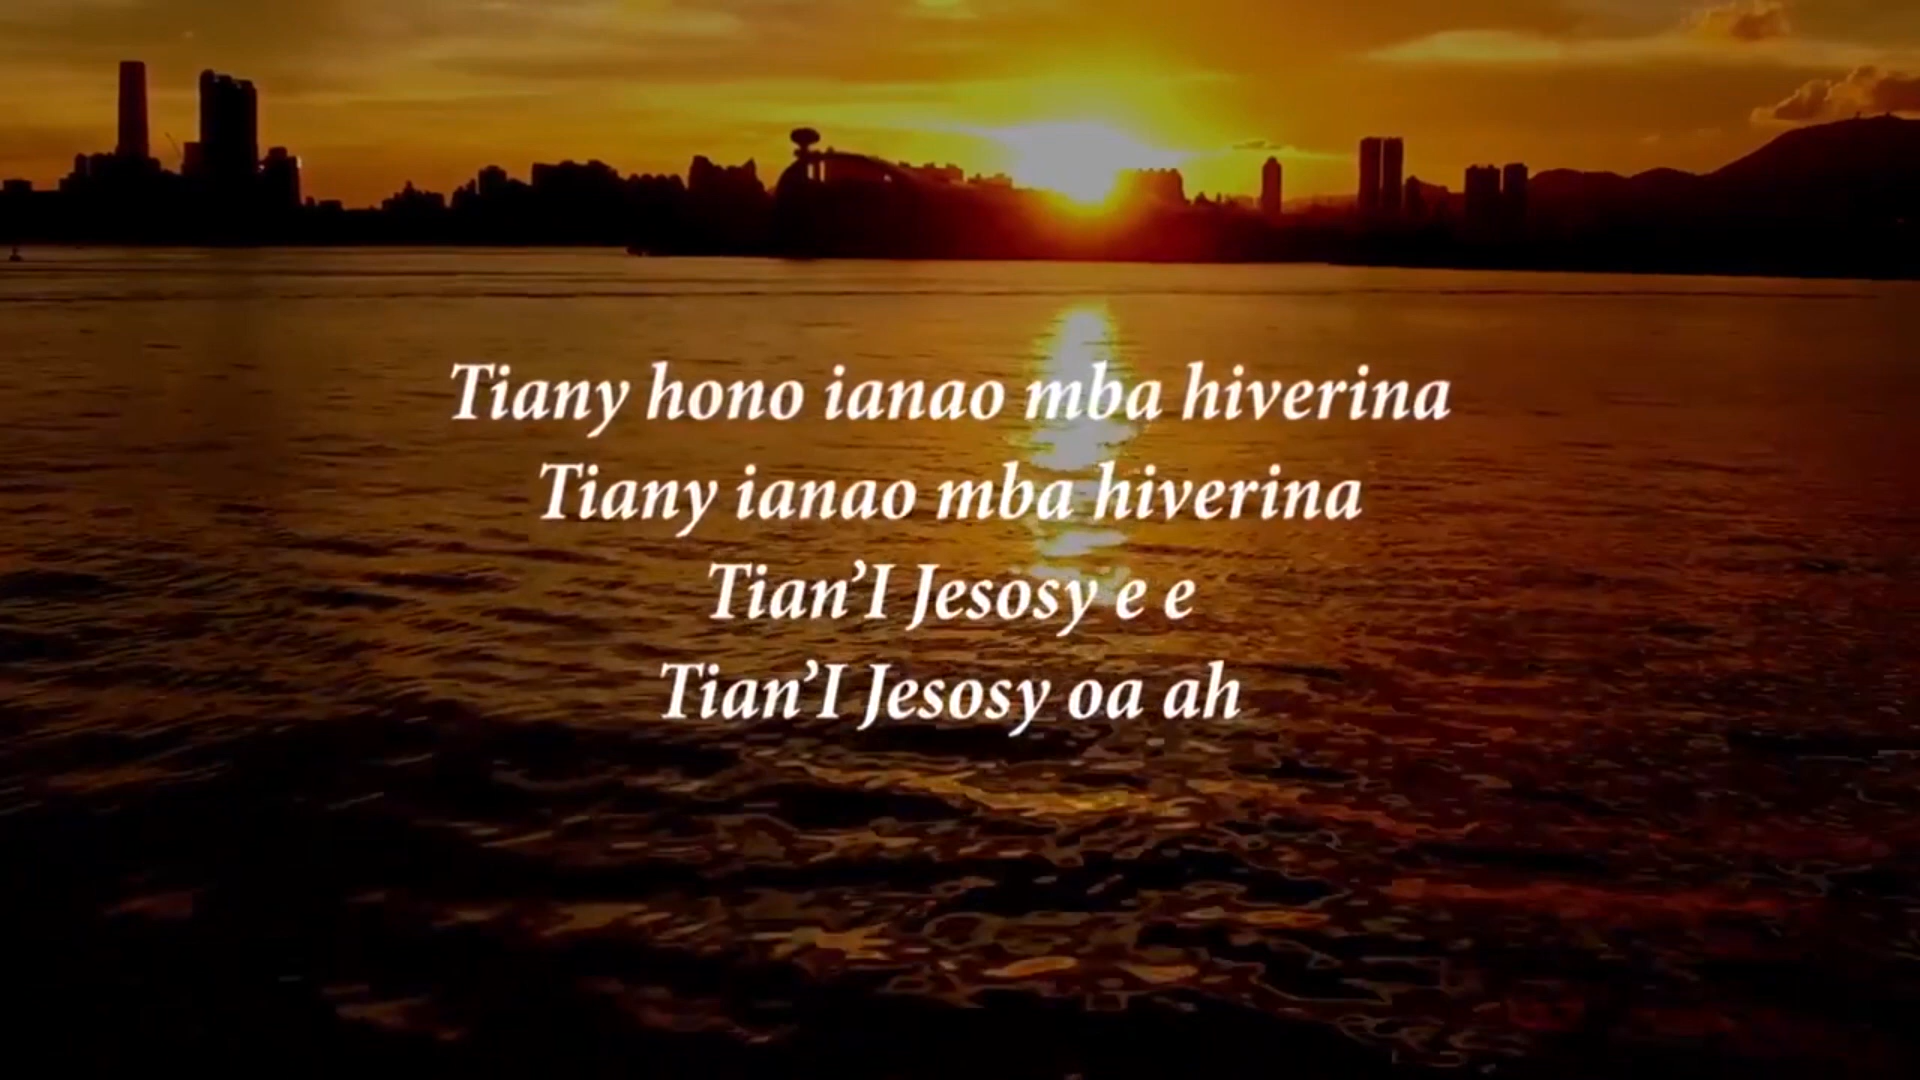 Tiany hono ianao mba hiverina
Tiany ianao mba hiverina
Tian’I Jesosy e e
Tian’I Jesosy oa ah